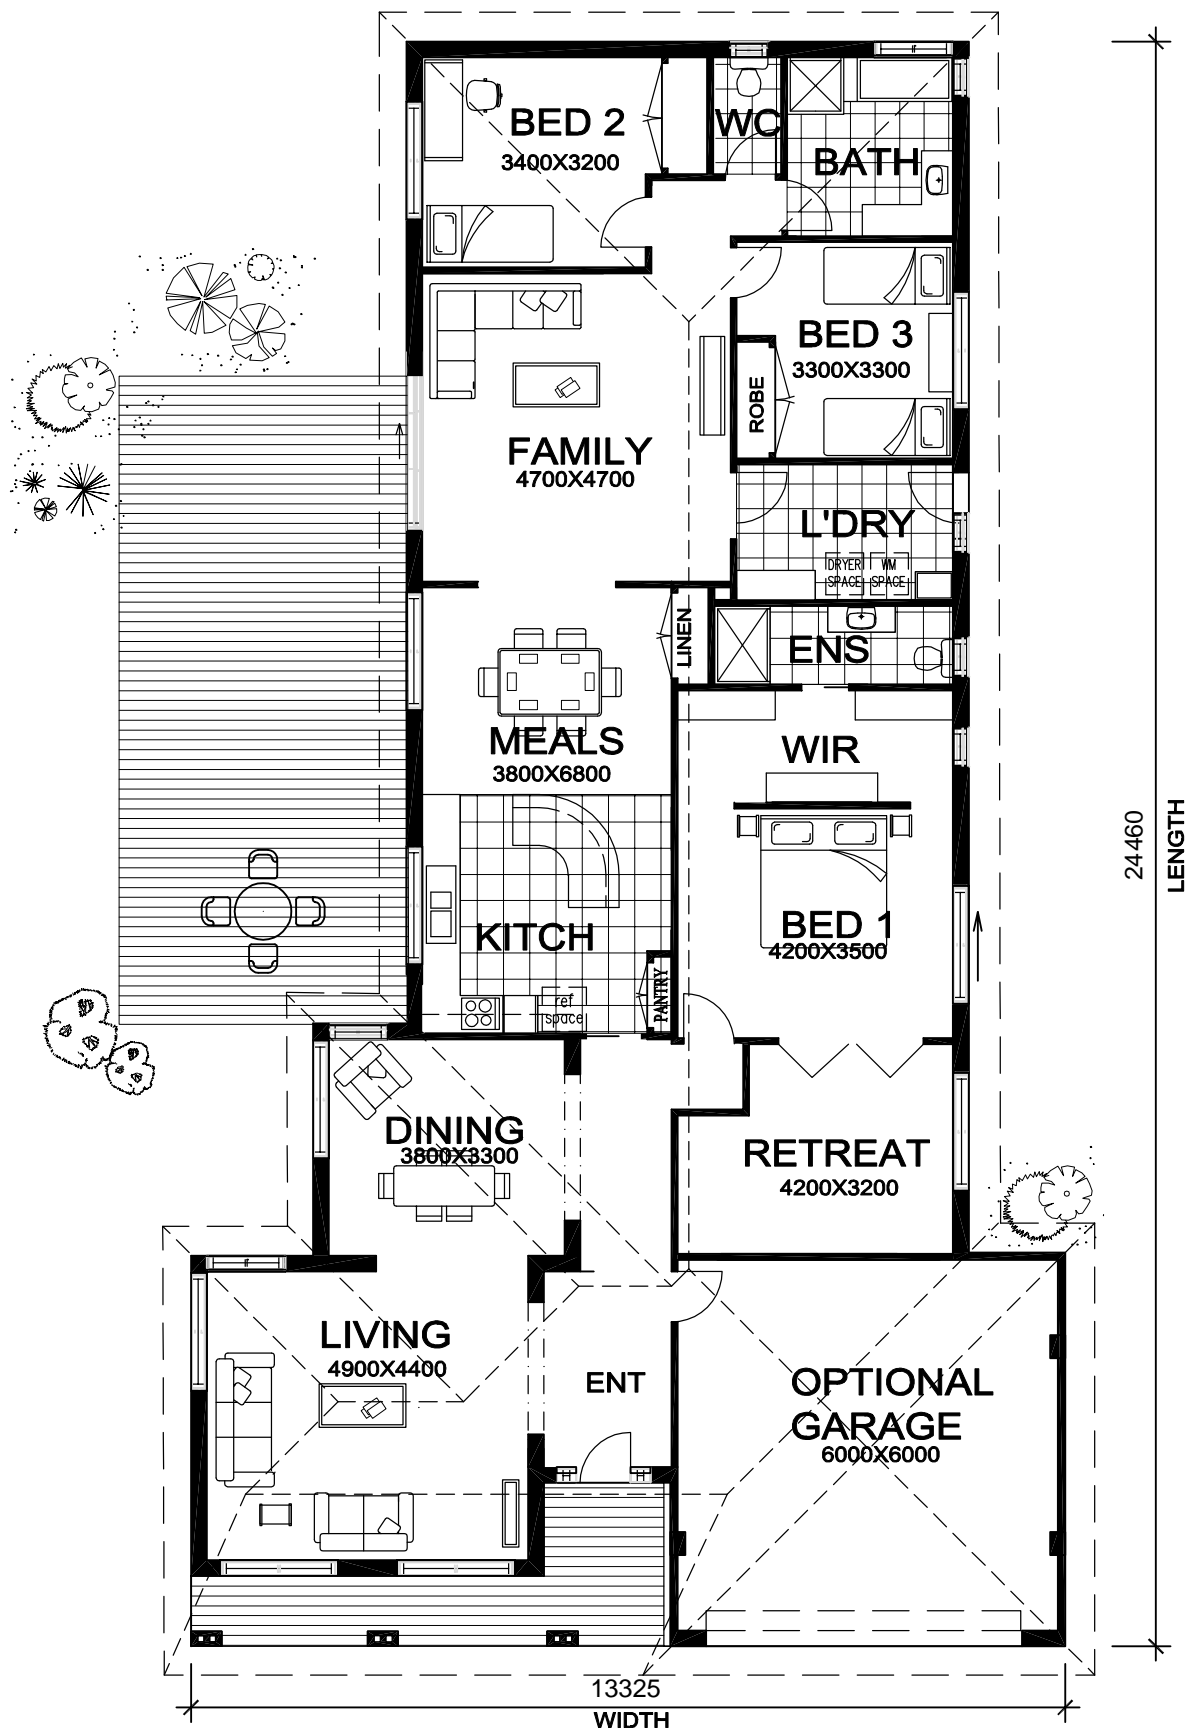 BED 2
3400X3200
WC
BATH
BED 3
3300X3300
ROBE
FAMILY
4700X4700
L'DRY
DRYER
SPACE
WM
SPACE
LINEN
ENS
MEALS
3800X6800
WIR
24460
LENGTH
BED 1
4200X3500
KITCH
PANTRY
ref
space
DINING
3800X3300
RETREAT
4200X3200
LIVING
4900X4400
ENT
OPTIONAL
GARAGE
6000X6000
13325
WIDTH